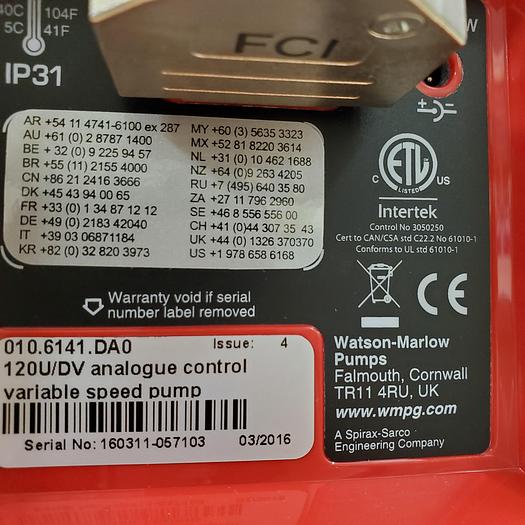 40C 104F
5C 41F
IP31
FCI
W
AR +54 11 4741-6100 ex 287
AU +61 (0) 2 8787 1400
BE + 32 (0) 9 225 94 57
BR +55 (11) 2155 4000
CN +86 21 2416 3666
DK +45 43 94 00 65
FR +33 (0) 1 34 87 12 12
DE +49 (0) 2183 42040
IT +39 03 06871184
KR +82 (0) 32 820 3973
MY +60 (3) 5635 3323
MX +52 81 8220 3614
NL +31 (0) 10 462 1688
NZ +64 (0)9 263 4205
RU +7 (495) 640 35 80
ZA +27 11 796 2960
SE +46 8 556 556 00
CH +41 (0)44 307 35 43
UK +44 (0) 1326 370370
US +1 978 658 6168
ETL
C LISTED US
Intertek
Control No 3050250
Cert to CAN/CSA std C22.2 No 61010-1
Conforms to UL std 61010-1
CE
Warranty void if serial
number label removed
010.6141.DA0 Issue: 4
120U/DV analogue control
variable speed pump
Serial No: 160311-057103 03/2016
Watson-Marlow
Pumps
Falmouth, Cornwall
TR11 4RU, UK
www.wmpg.com
A Spirax-Sarco
Engineering Company